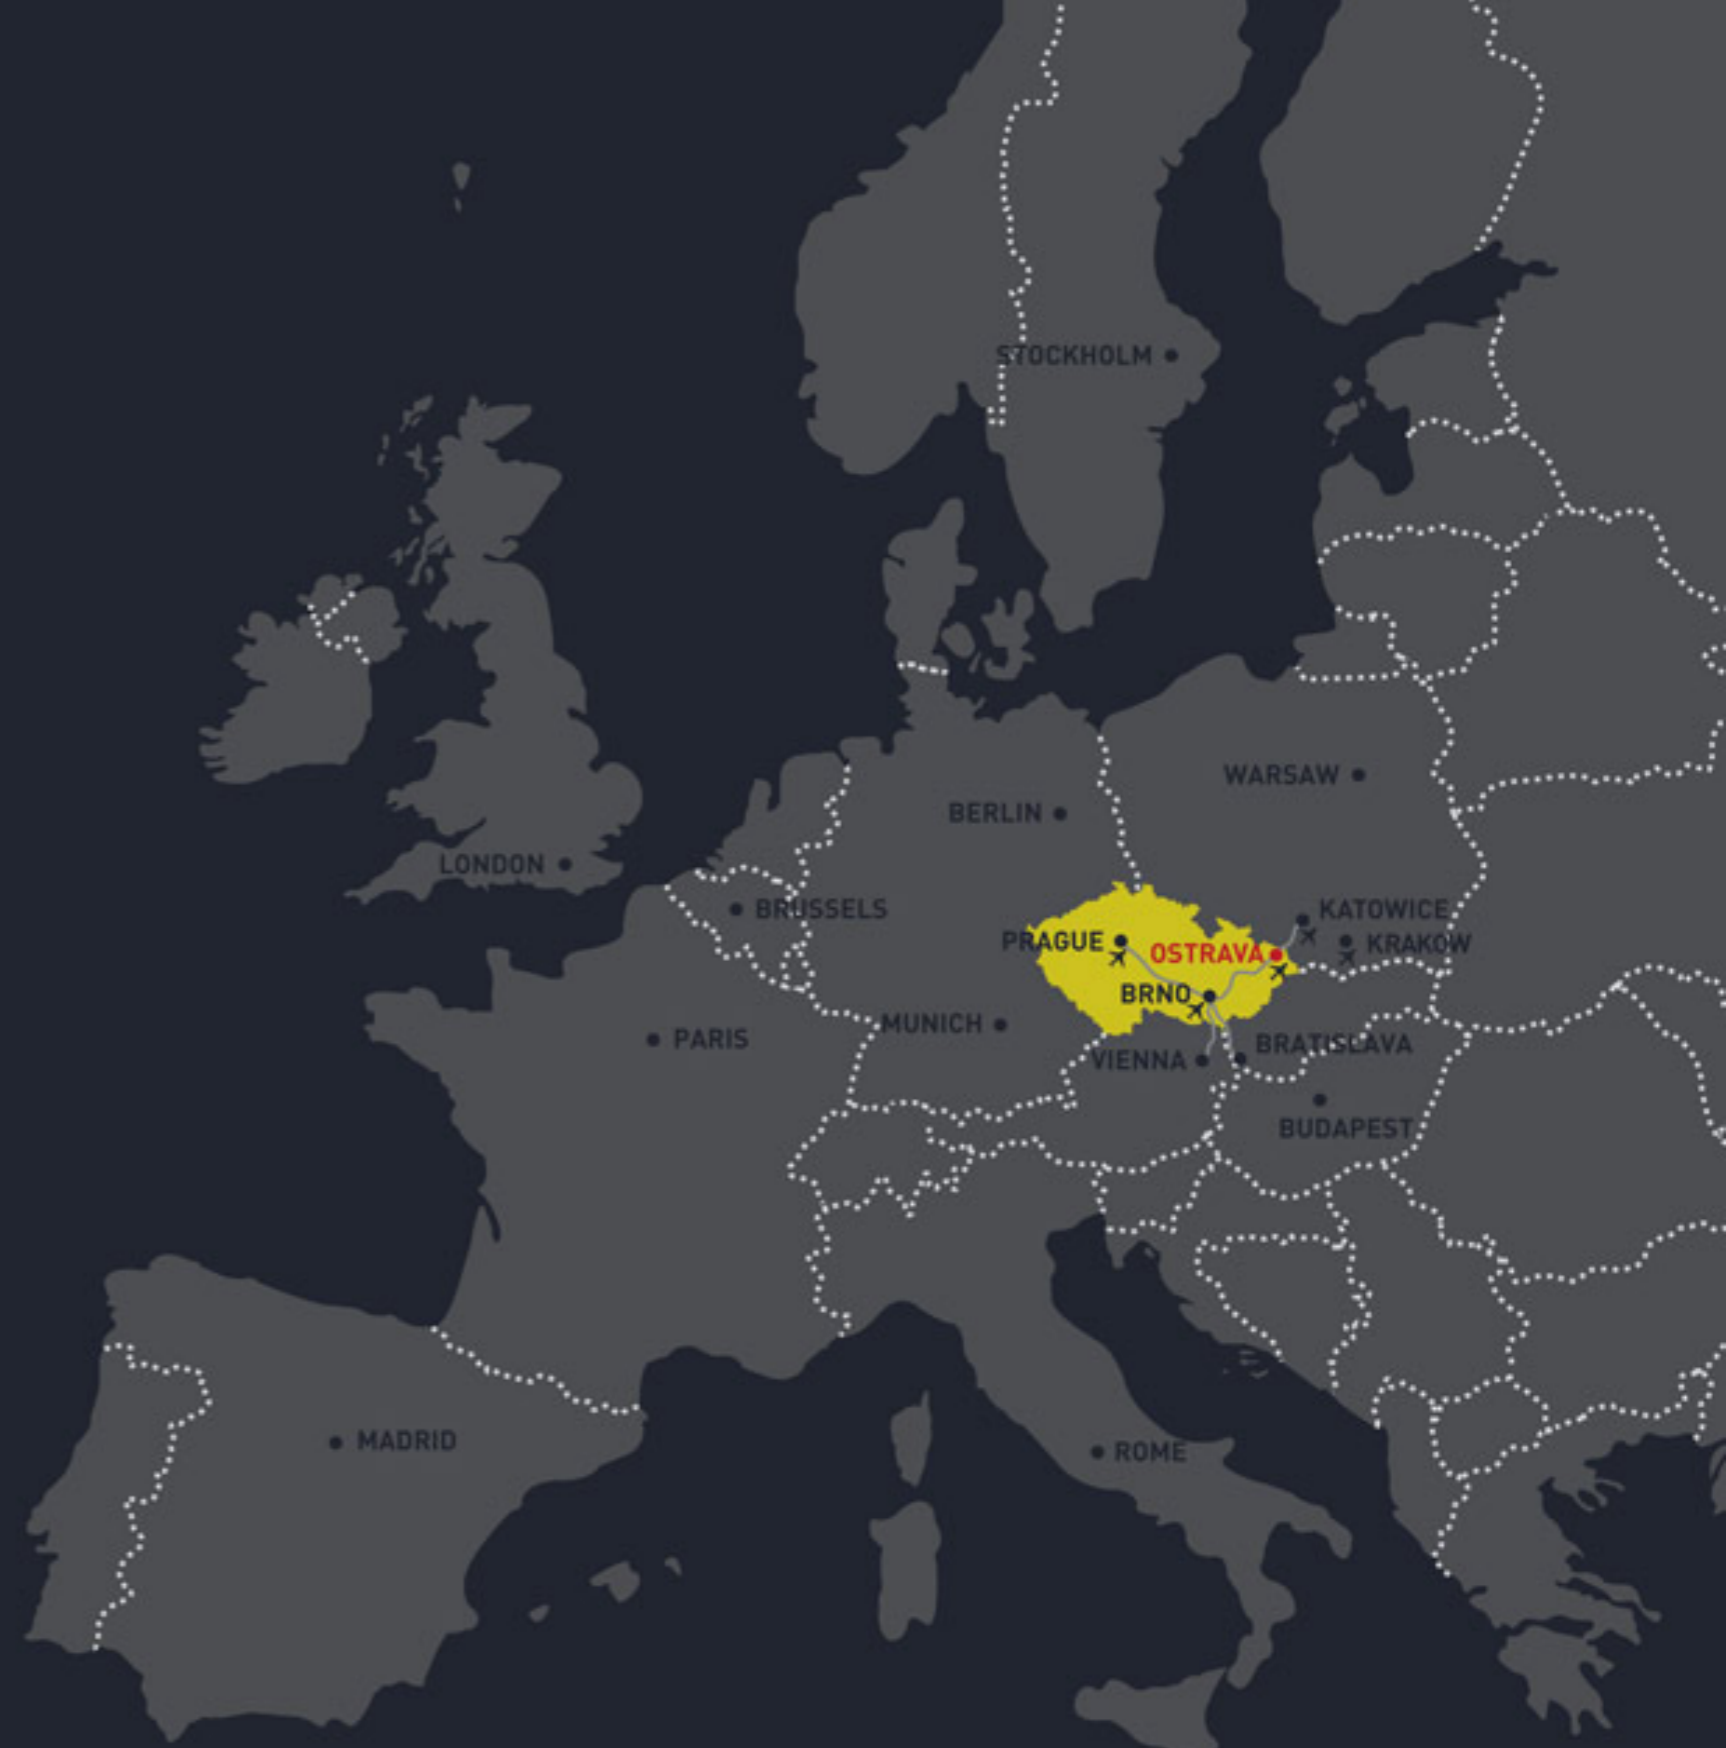 STOCKHOLM
WARSAW
BERLIN
LONDON
BRUSSELS
KATOWICE
PRAGUE
OSTRAVA
KRAKOW
BRNO
MUNICH
PARIS
VIENNA
BRATISLAVA
BUDAPEST
MADRID
ROME